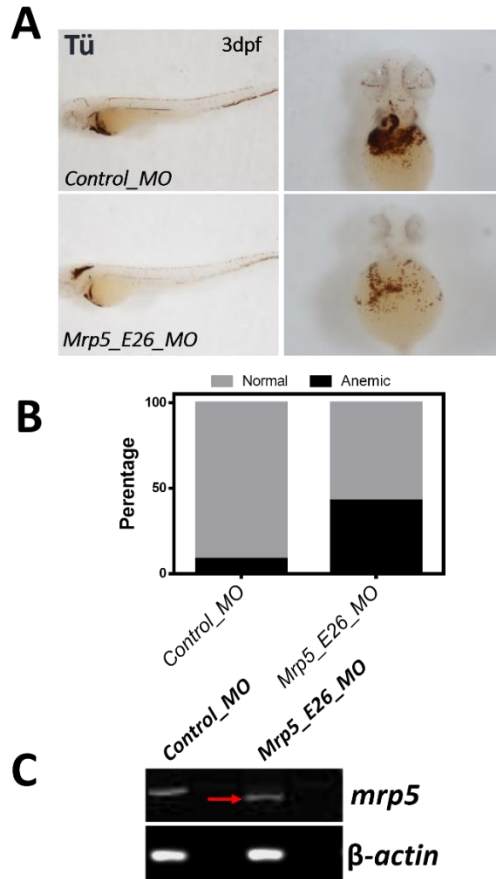 A
Tü 3dpf
Control_MO
Mrp5_E26_MO
B
Normal Anemic
Perentage
100
50
0
Control_MO
Mrp5_E26_MO
C
Control_MO
Mrp5_E26_MO
mrp5
β-actin